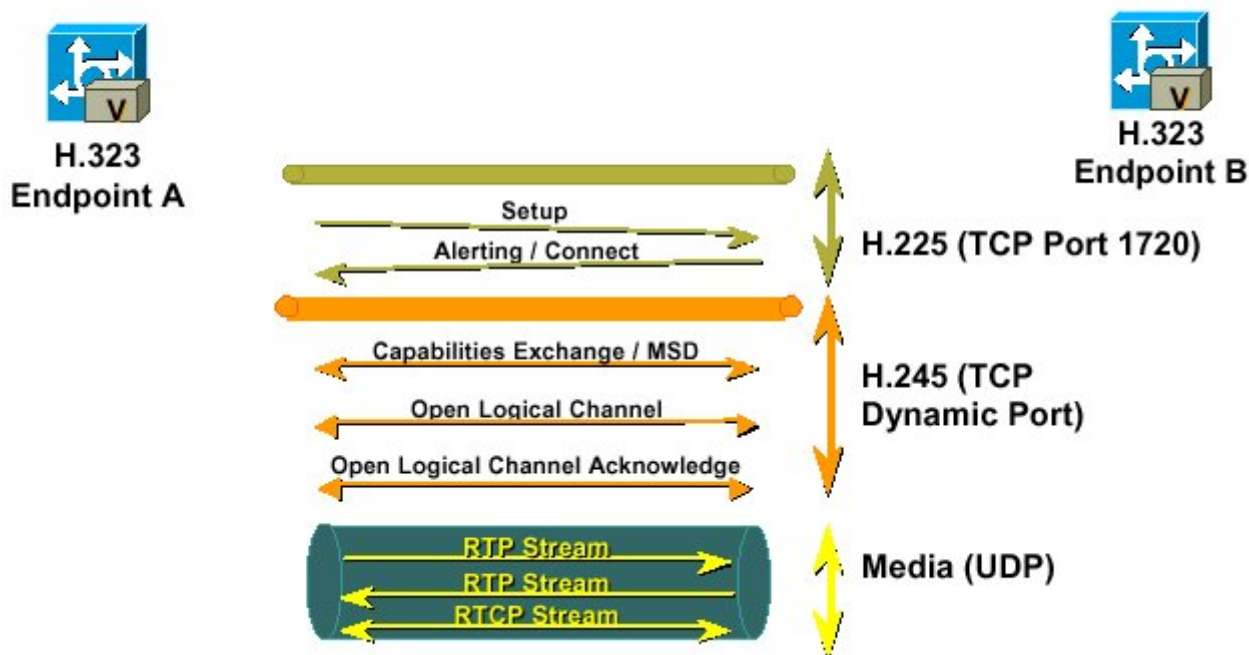 V
H.323
Endpoint A
V
H.323
Endpoint B
Setup
Alerting / Connect
H.225 (TCP Port 1720)
Capabilities Exchange / MSD
Open Logical Channel
Open Logical Channel Acknowledge
H.245 (TCP
Dynamic Port)
RTP Stream
RTP Stream
RTCP Stream
Media (UDP)